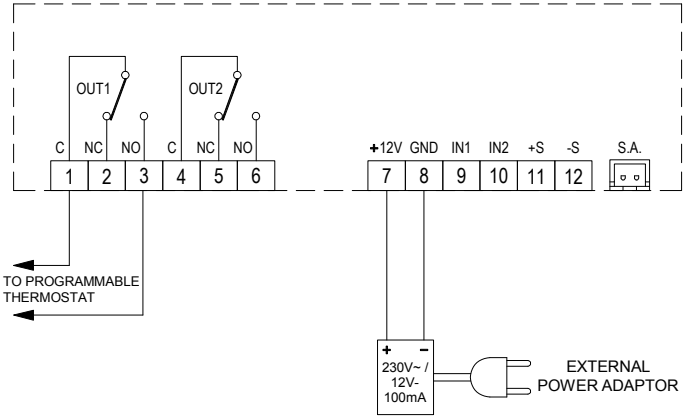 OUT1 OUT2
C NC NO C NC NO +12V GND IN1 IN2 +S -S S.A.
1 2 3 4 5 6 7 8 9 10 11 12
TO PROGRAMMABLE
THERMOSTAT
+ −
230V~ /
12V-
100mA
EXTERNAL
POWER ADAPTOR